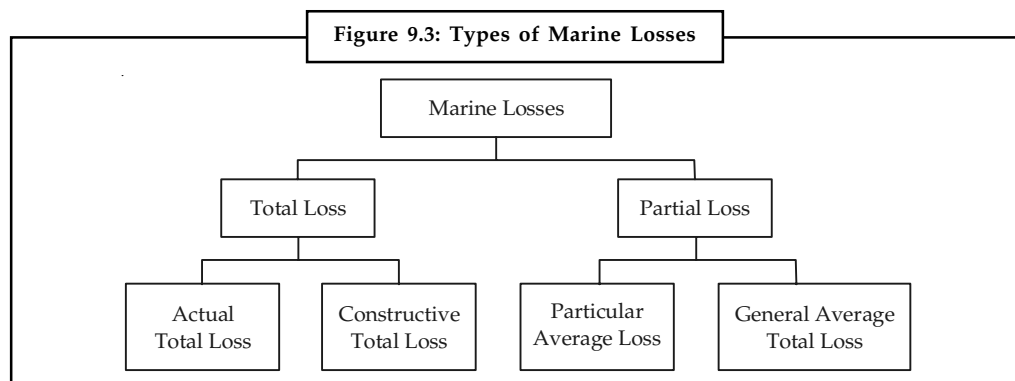 Figure 9.3: Types of Marine Losses
Marine Losses
Total Loss
Partial Loss
Actual
Total Loss
Constructive
Total Loss
Particular
Average Loss
General Average
Total Loss